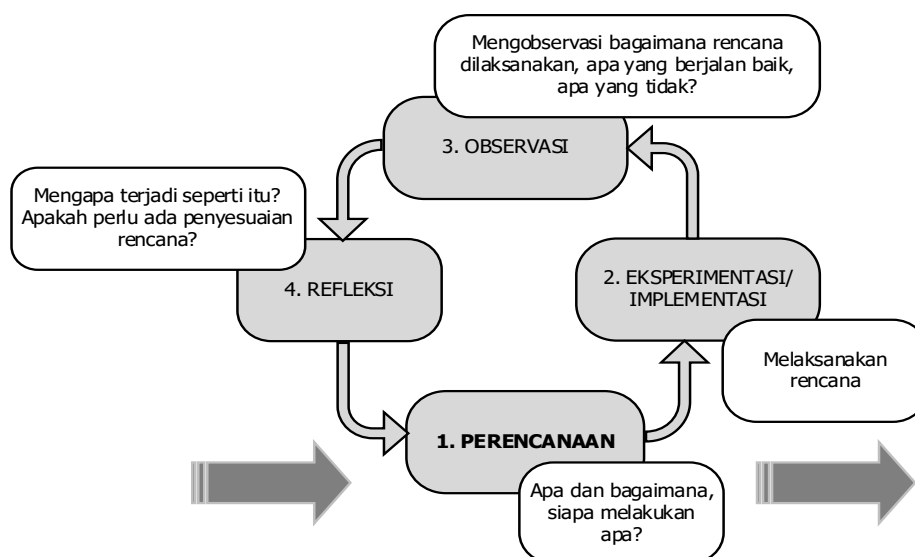 Mengobservasi bagaimana rencana
dilaksanakan, apa yang berjalan baik,
apa yang tidak?
3. OBSERVASI
Mengapa terjadi seperti itu?
Apakah perlu ada penyesuaian
rencana?
4. REFLEKSI
2. EKSPERIMENTASI/
IMPLEMENTASI
Melaksanakan
rencana
1. PERENCANAAN
Apa dan bagaimana,
siapa melakukan
apa?